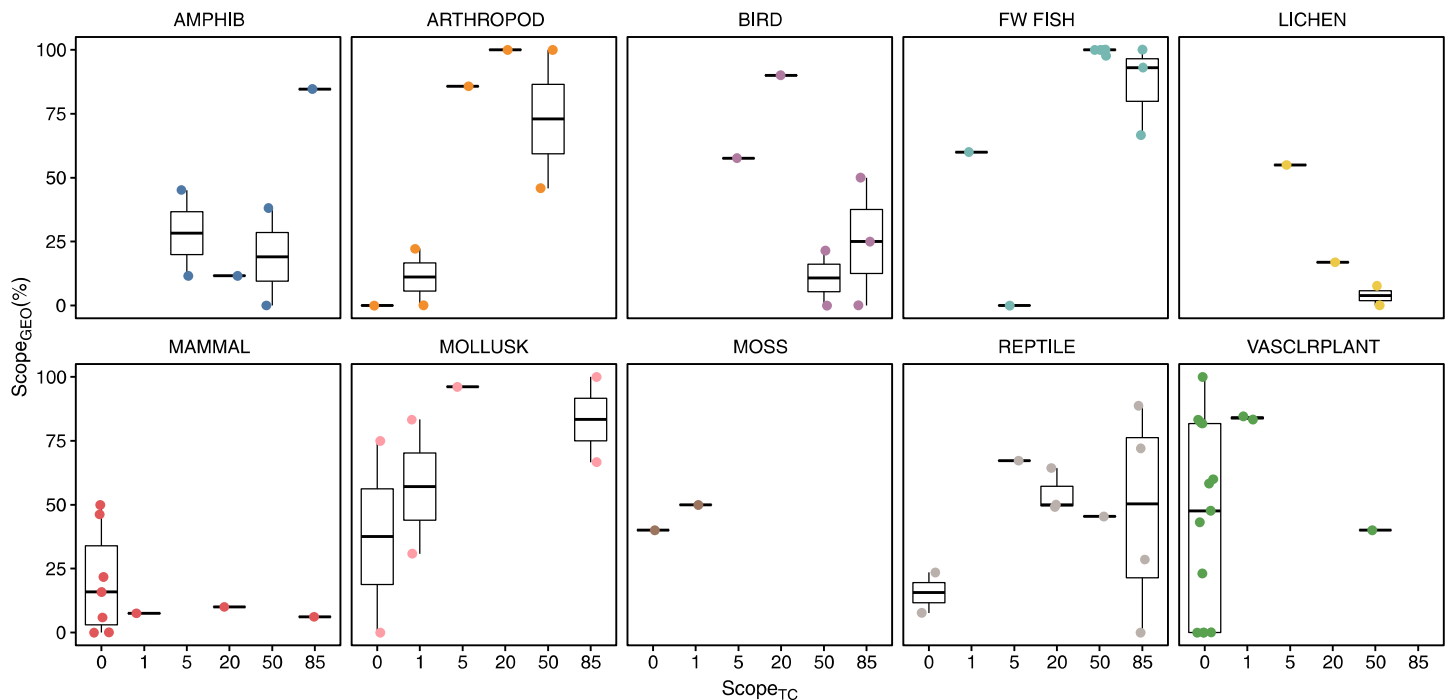 AMPHIB ARTHROPOD BIRD FW FISH LICHEN
100
75
50
25
0
MAMMAL MOLLUSK MOSS REPTILE VASCLRPLANT
100
75
50
25
0
0 1 5 20 50 85 0 1 5 20 50 85 0 1 5 20 50 85 0 1 5 20 50 85 0 1 5 20 50 85
Scope_GEO(%)
Scope_TC